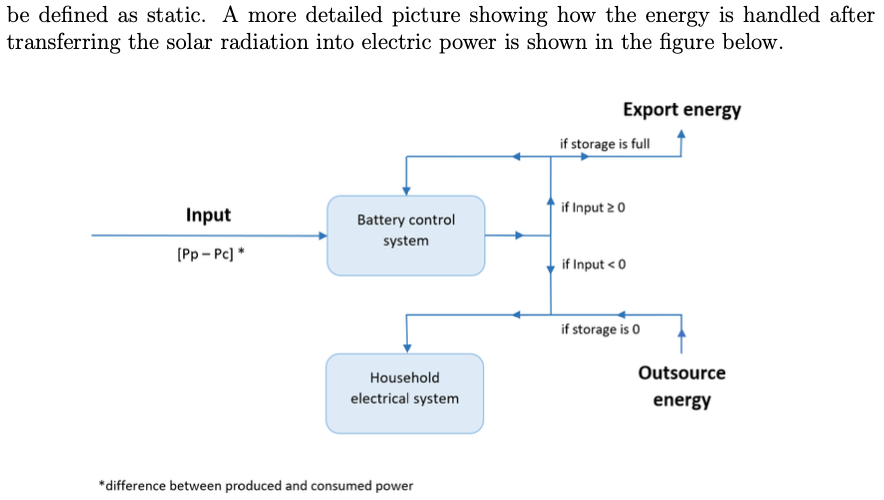 be defined as static. A more detailed picture showing how the energy is handled after
transferring the solar radiation into electric power is shown in the figure below.
Export energy
if storage is full
if Input ≥ 0
Input
[Pp – Pc] *
Battery control
system
if Input < 0
if storage is 0
Household
electrical system
Outsource
energy
*difference between produced and consumed power